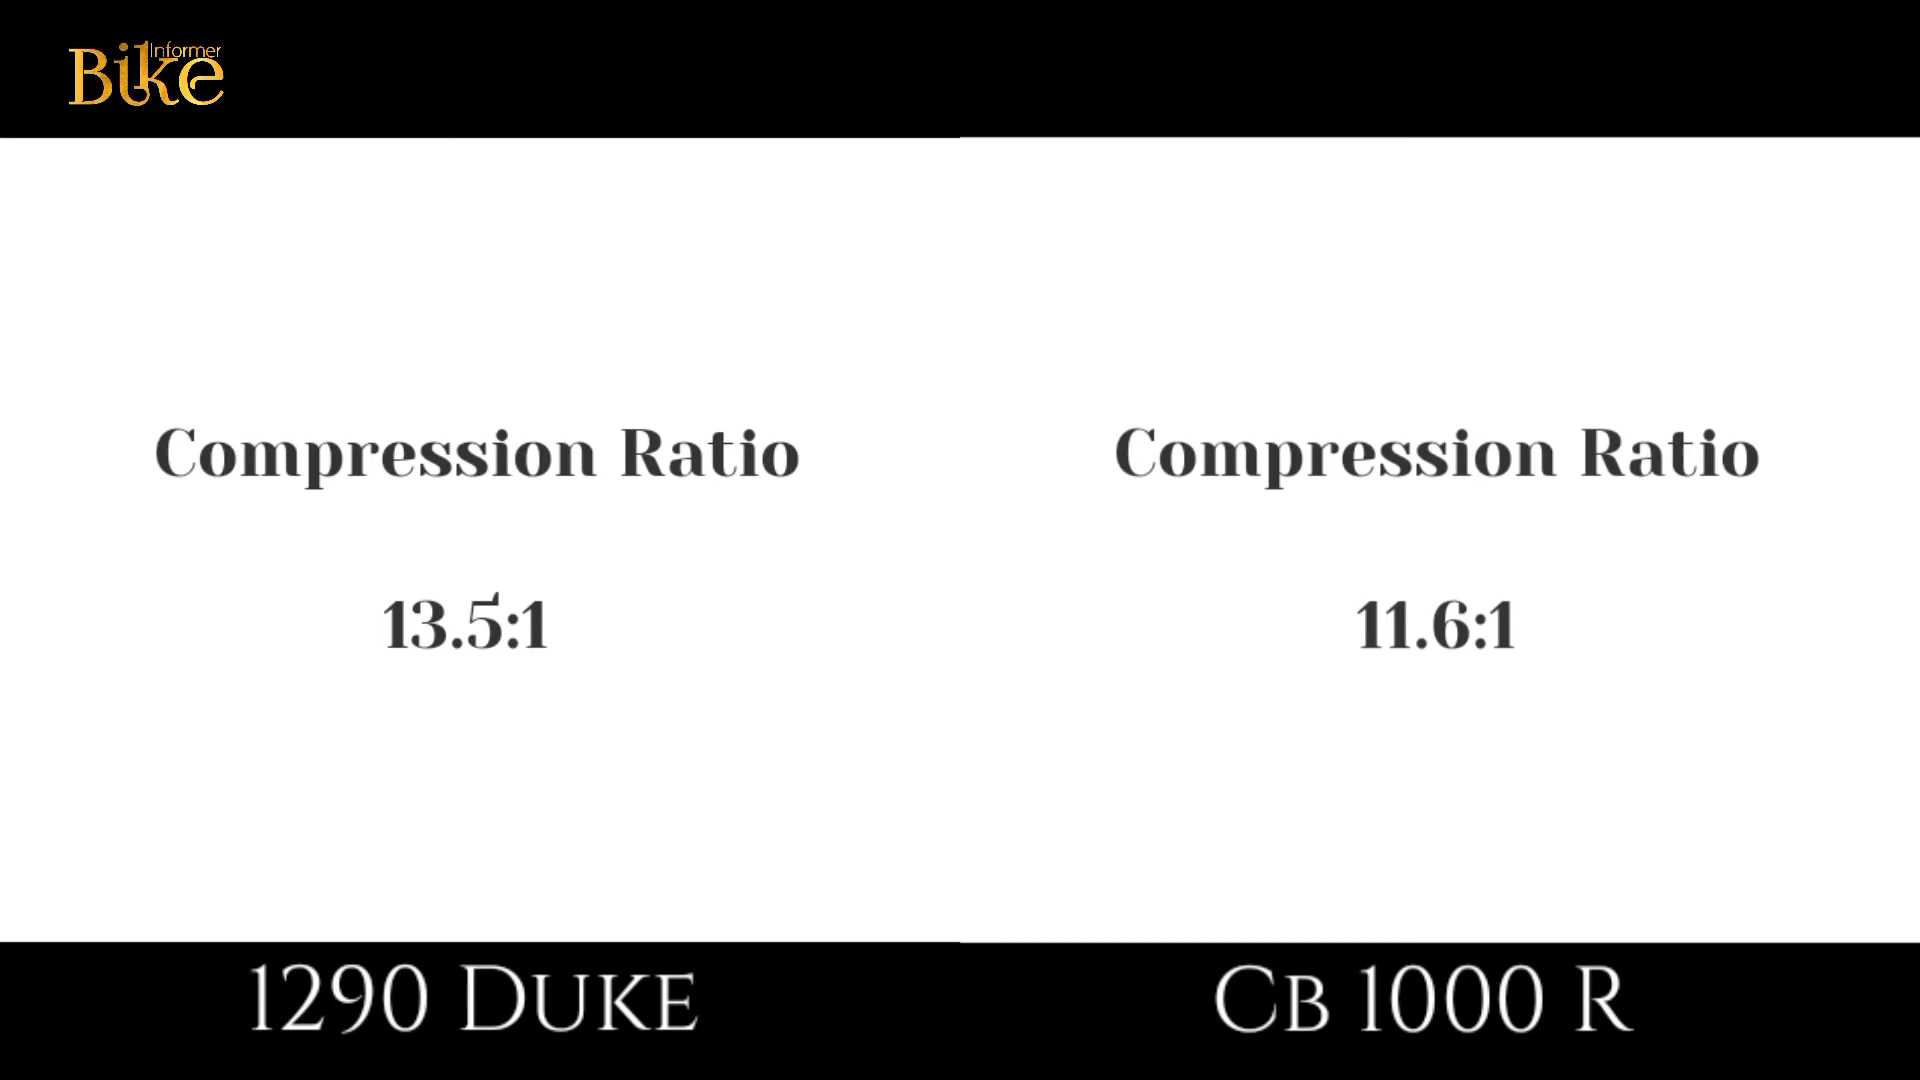 Bike Informer
Compression Ratio
13.5:1
1290 Duke
Compression Ratio
11.6:1
Cb 1000 R